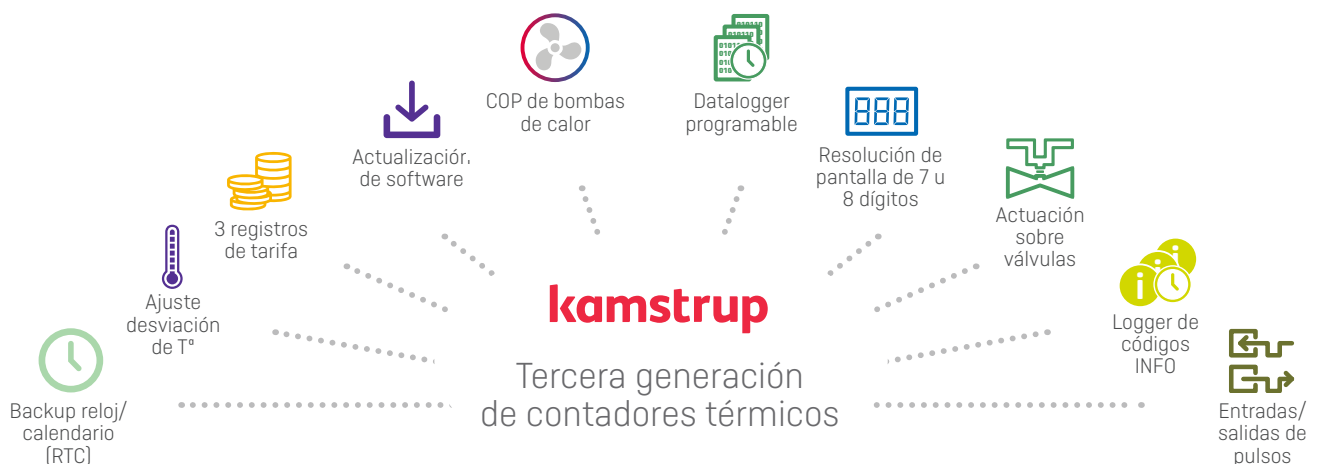 COP de bombas
de calor
Datalogger
programable
888
Actualización
de software
Resolución de
pantalla de 7 u
8 dígitos
3 registros
de tarifa
Actuación
sobre
válvulas
Ajuste
desviación
de Tª
Logger de
códigos
INFO
Backup reloj/
calendario
(RTC)
Entradas/
salidas de
pulsos
kamstrup
Tercera generación
de contadores térmicos